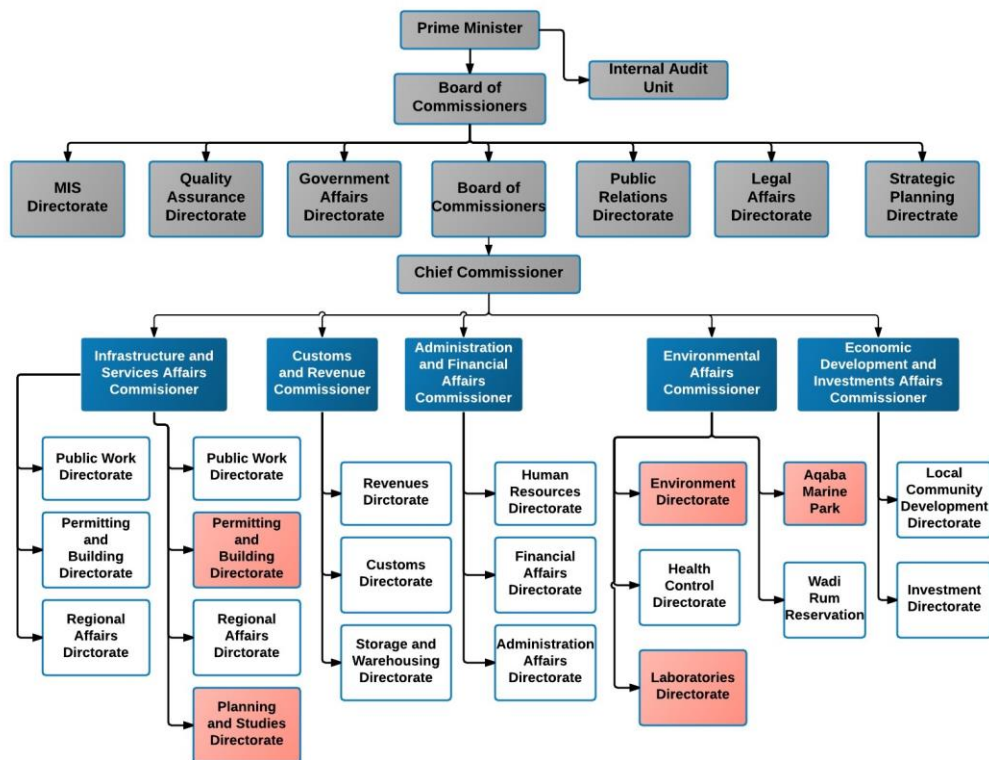 Prime Minister
Internal Audit
Unit
Board of
Commissioners
MIS
Directorate
Quality
Assurance
Directorate
Government
Affairs
Directorate
Board of
Commissioners
Public
Relations
Directorate
Legal
Affairs
Directorate
Strategic
Planning
Directrate
Chief Commissioner
Infrastructure and
Services Affairs
Commisioner
Customs
and Revenue
Commissioner
Administration
and Financial
Affairs
Commissioner
Environmental
Affairs
Commissioner
Economic
Development and
Investments Affairs
Commissioner
Public Work
Directorate
Permitting
and
Building
Directorate
Regional
Affairs
Dirctorate
Public Work
Directorate
Permitting
and
Building
Directorate
Regional
Affairs
Dirctorate
Planning
and Studies
Directorate
Revenues
Dirctorate
Customs
Directorate
Storage and
Warehousing
Directorate
Human
Resources
Directorate
Financial
Affairs
Directorate
Administration
Affairs
Directorate
Environment
Directorate
Health
Control
Directorate
Laboratories
Directorate
Aqaba
Marine
Park
Wadi
Rum
Reservation
Local
Community
Development
Directorate
Investment
Directorate